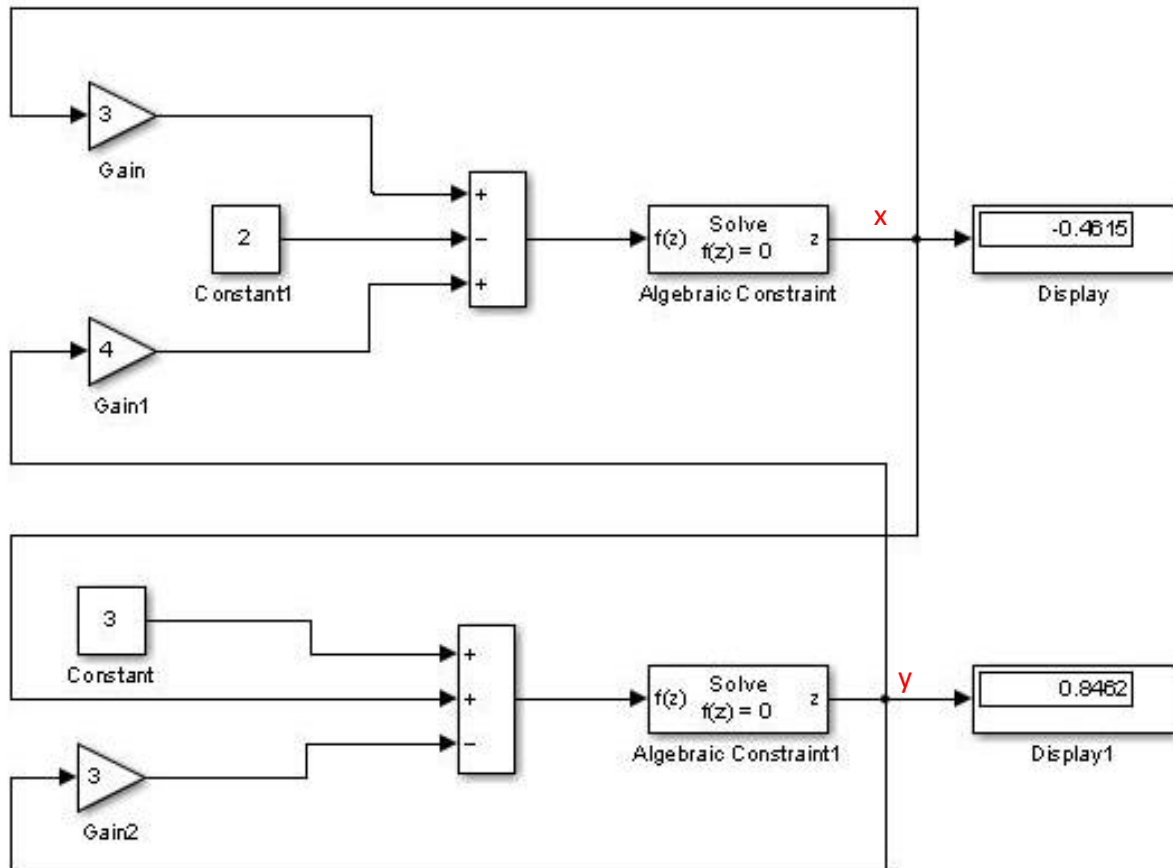 3
Gain
+
2
−
+
Constant1
f(z)
Solve
f(z) = 0
z
Algebraic Constraint
x
-0.4615
Display
4
Gain1
3
Constant
+
+
−
f(z)
Solve
f(z) = 0
z
Algebraic Constraint1
y
0.8462
Display1
3
Gain2